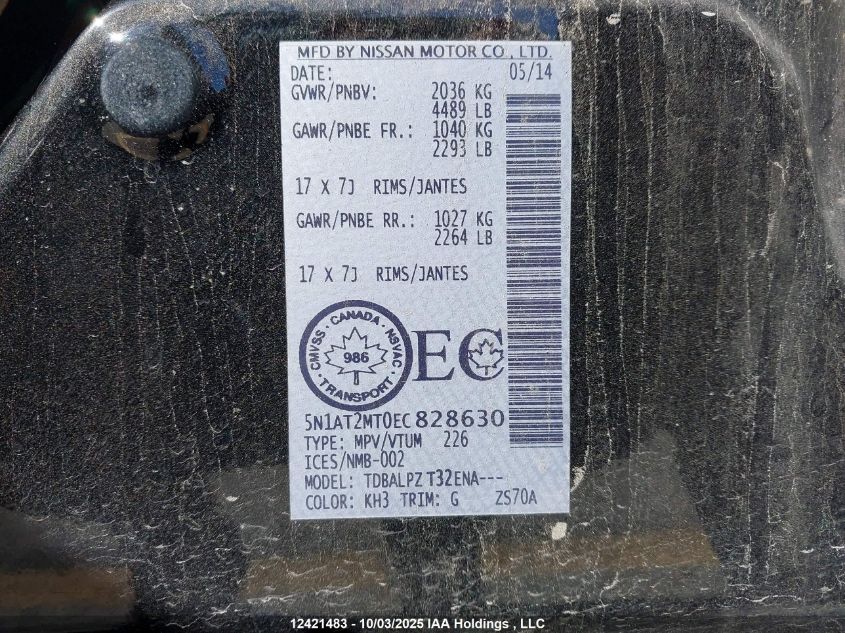 MFD BY NISSAN MOTOR CO., LTD.
DATE: 05/14
GVWR/PNBV: 2036 KG
4489 LB
GAWR/PNBE FR.: 1040 KG
2293 LB
17 X 7J RIMS/JANTES
GAWR/PNBE RR.: 1027 KG
2264 LB
17 X 7J RIMS/JANTES
CMVSS · CANADA · NSVAC · TRANSPORT ·
986
EC
5N1AT2MT0EC828630
TYPE: MPV/VTUM 226
ICES/NMB-002
MODEL: TDBALPZ T32ENA---
COLOR: KH3 TRIM: G ZS70A
12421483 - 10/03/2025 IAA Holdings , LLC